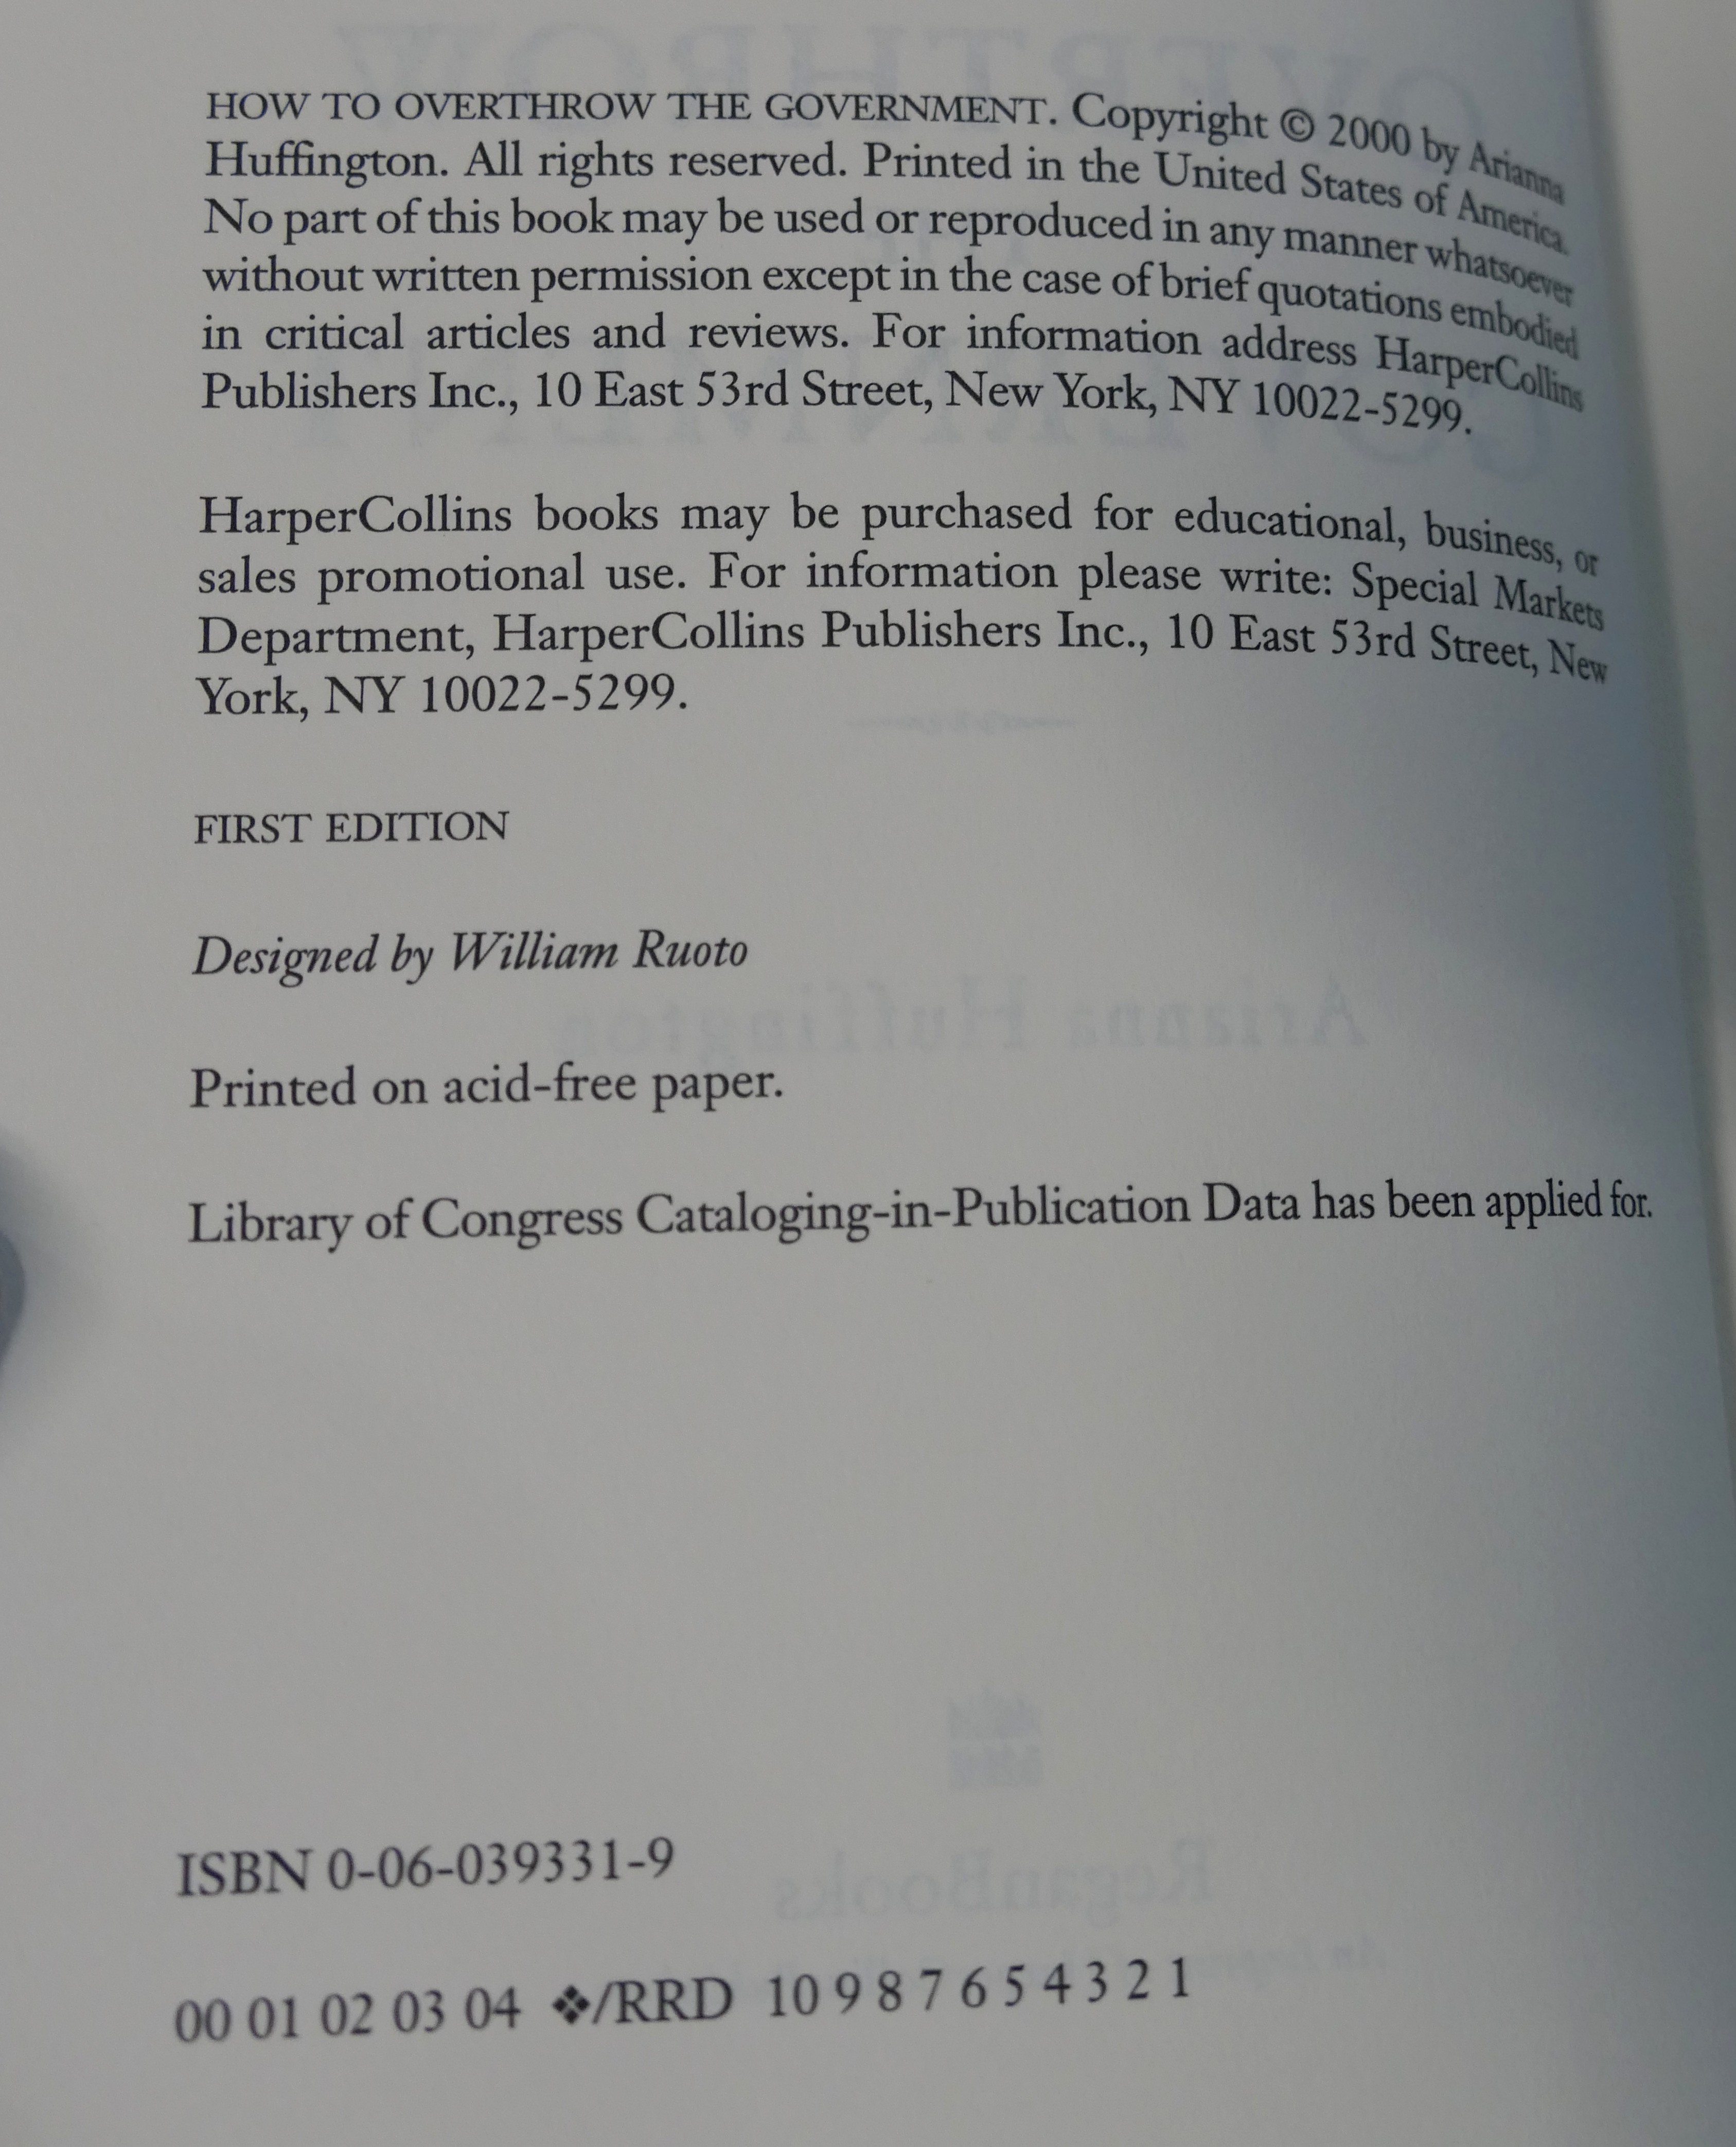 HOW TO OVERTHROW THE GOVERNMENT. Copyright © 2000 by Arianna
Huffington. All rights reserved. Printed in the United States of America.
No part of this book may be used or reproduced in any manner whatsoever
without written permission except in the case of brief quotations embodied
in critical articles and reviews. For information address HarperCollins
Publishers Inc., 10 East 53rd Street, New York, NY 10022-5299.
HarperCollins books may be purchased for educational, business, or
sales promotional use. For information please write: Special Markets
Department, HarperCollins Publishers Inc., 10 East 53rd Street, New
York, NY 10022-5299.
FIRST EDITION
Designed by William Ruoto
Printed on acid-free paper.
Library of Congress Cataloging-in-Publication Data has been applied for.
ISBN 0-06-039331-9
00 01 02 03 04 ❖/RRD 10 9 8 7 6 5 4 3 2 1